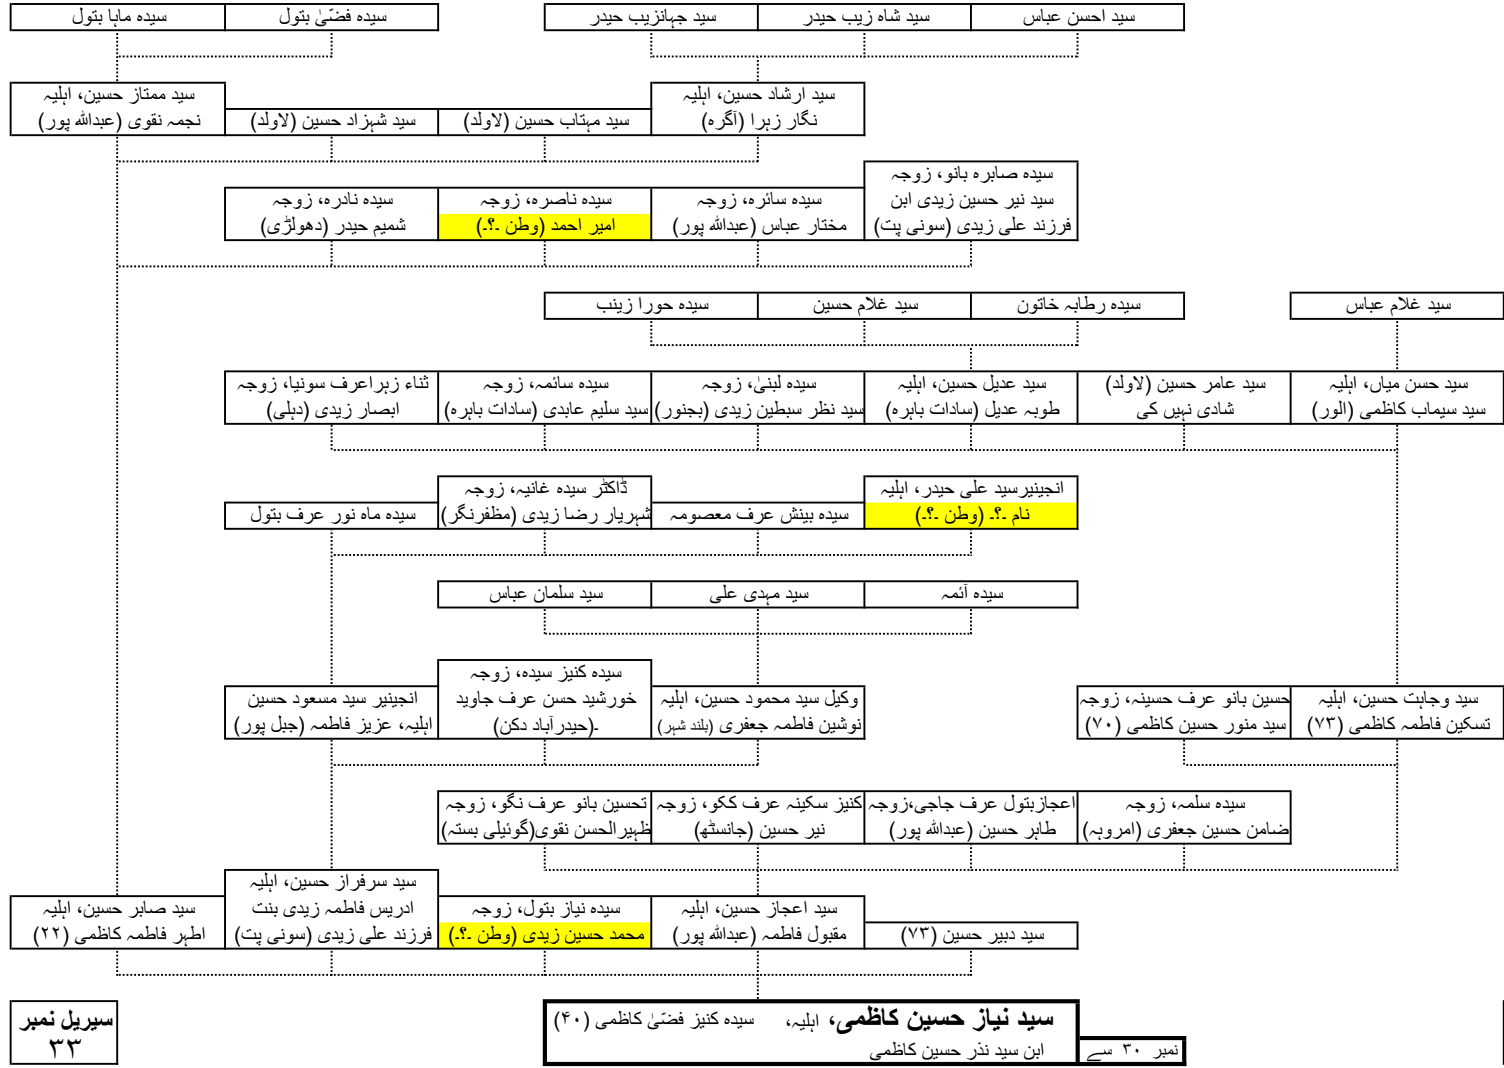 سید احسن عباس
سید شاہ زیب حیدر
سید جہانزیب حیدر
سیدہ فضّیٰ بتول
سیدہ ماہا بتول
سید ارشاد حسین، اہلیہ
نگار زہرا (آگرہ)
سید مہتاب حسین (لاولد)
سید شہزاد حسین (لاولد)
سید ممتاز حسین، اہلیہ
نجمہ نقوی (عبداللہ پور)
سیدہ صابرہ بانو، زوجہ
سید نیر حسین زیدی ابن
فرزند علی زیدی (سونی پت)
سیدہ سائرہ، زوجہ
مختار عباس (عبداللہ پور)
سیدہ ناصرہ، زوجہ
امیر احمد (وطن ۔؟۔)
سیدہ نادرہ، زوجہ
شمیم حیدر (دھولڑی)
سید غلام عباس
سیدہ رطابہ خاتون
سید غلام حسین
سیدہ حورا زینب
سید حسن میاں، اہلیہ
سید سیماب کاظمی (الور)
سید عامر حسین (لاولد)
شادی نہیں کی
سید عدیل حسین، اہلیہ
طوبہ عدیل (سادات باہرہ)
سیدہ لبنیٰ، زوجہ
سید نظر سبطین زیدی (بجنور)
سیدہ سائمہ، زوجہ
سید سلیم عابدی (سادات باہرہ)
ثناء زہراعرف سونیا، زوجہ
ابصار زیدی (دہلی)
انجینیرسید علی حیدر، اہلیہ
نام ۔؟۔ (وطن ۔؟۔)
سیدہ بینش عرف معصومہ
ڈاکٹر سیدہ غانیہ، زوجہ
شہریار رضا زیدی (مظفرنگر)
سیدہ ماہ نور عرف بتول
سیدہ آئمہ
سید مہدی علی
سید سلمان عباس
سید وجاہت حسین، اہلیہ
تسکین فاطمہ کاظمی (۷۳)
حسین بانو عرف حسینہ، زوجہ
سید منور حسین کاظمی (۷۰)
وکیل سید محمود حسین، اہلیہ
نوشین فاطمہ جعفری (بلند شہر)
سیدہ کنیز سیدہ، زوجہ
خورشید حسن عرف جاوید
۔(حیدرآباد دکن)
انجینیر سید مسعود حسین
اہلیہ، عزیز فاطمہ (جبل پور)
سیدہ سلمہ، زوجہ
ضامن حسین جعفری (امروہہ)
اعجازبتول عرف جاجی،زوجہ
طاہر حسین (عبداللہ پور)
کنیز سکینہ عرف ککو، زوجہ
نیر حسین (جانسٹھ)
تحسین بانو عرف نگو، زوجہ
ظہیرالحسن نقوی(گوئیلی بستہ)
سید دبیر حسین (۷۳)
سید اعجاز حسین، اہلیہ
مقبول فاطمہ (عبداللہ پور)
سیدہ نیاز بتول، زوجہ
محمد حسین زیدی (وطن ۔؟۔)
سید سرفراز حسین، اہلیہ
ادریس فاطمہ زیدی بنت
فرزند علی زیدی (سونی پت)
سید صابر حسین، اہلیہ
اطہر فاطمہ کاظمی (۲۲)
سید نیاز حسین کاظمی، اہلیہ، سیدہ کنیز فضّیٰ کاظمی (۴۰)
ابن سید نذر حسین کاظمی
نمبر ۳۰ سے
سیریل نمبر
۳۳